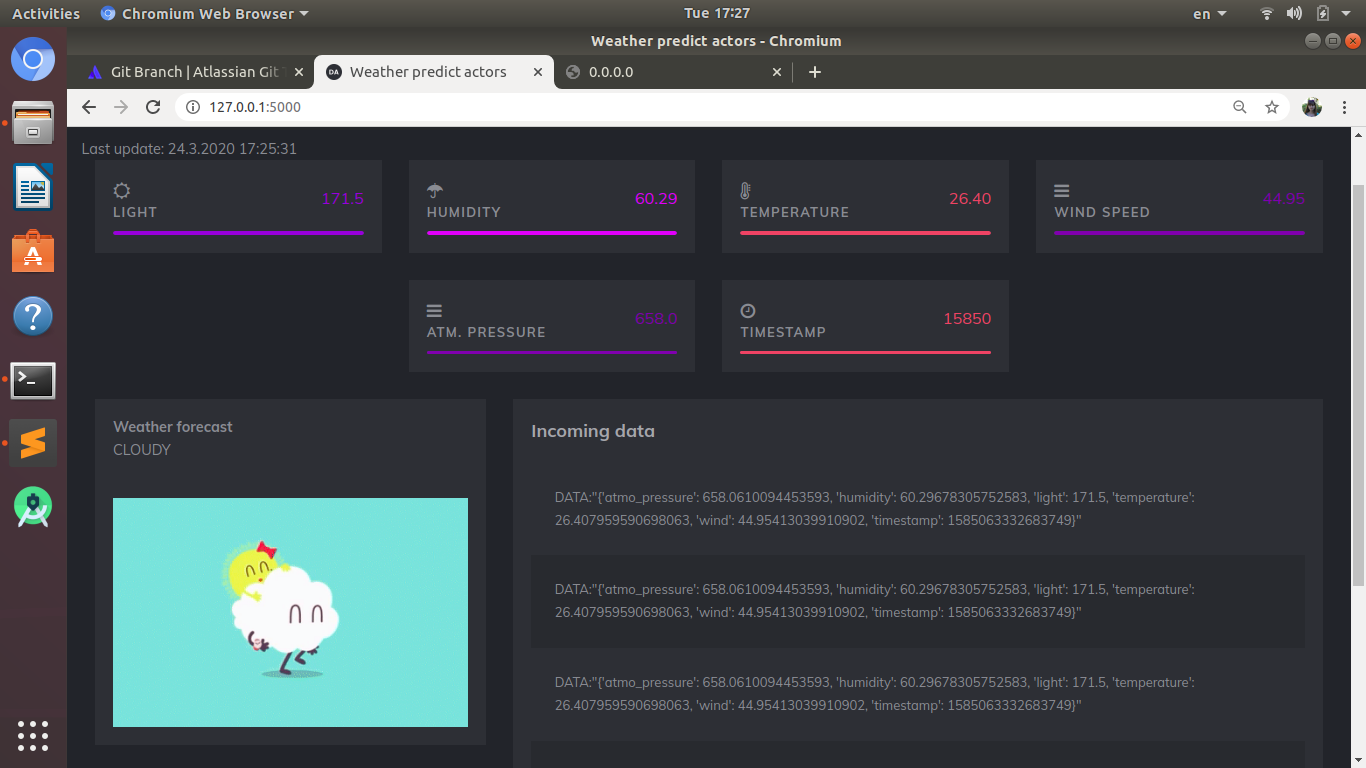 Activities
Chromium Web Browser
Tue 17:27
en
Weather predict actors - Chromium
Git Branch | Atlassian Git
DA
Weather predict actors
0.0.0.0
127.0.0.1:5000
Last update: 24.3.2020 17:25:31
LIGHT
171.5
HUMIDITY
60.29
TEMPERATURE
26.40
WIND SPEED
44.95
ATM. PRESSURE
658.0
TIMESTAMP
15850
Weather forecast
CLOUDY
Incoming data
DATA:"{'atmo_pressure': 658.0610094453593, 'humidity': 60.29678305752583, 'light': 171.5, 'temperature':
26.407959590698063, 'wind': 44.95413039910902, 'timestamp': 1585063332683749}"
DATA:"{'atmo_pressure': 658.0610094453593, 'humidity': 60.29678305752583, 'light': 171.5, 'temperature':
26.407959590698063, 'wind': 44.95413039910902, 'timestamp': 1585063332683749}"
DATA:"{'atmo_pressure': 658.0610094453593, 'humidity': 60.29678305752583, 'light': 171.5, 'temperature':
26.407959590698063, 'wind': 44.95413039910902, 'timestamp': 1585063332683749}"